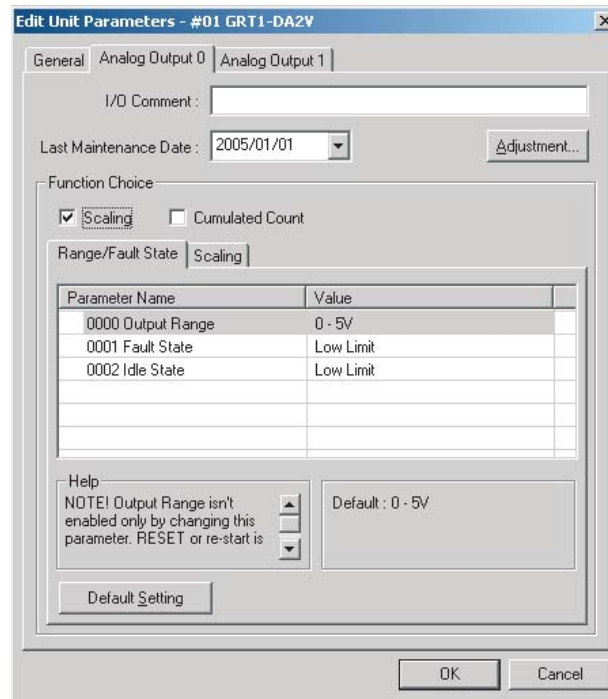 Edit Unit Parameters - #01 GRT1-DA2V
General Analog Output 0 Analog Output 1
I/O Comment :
Last Maintenance Date : 2005/01/01 Adjustment...
Function Choice
Scaling Cumulated Count
Range/Fault State Scaling
Parameter Name Value
0000 Output Range 0 - 5V
0001 Fault State Low Limit
0002 Idle State Low Limit
Help
NOTE! Output Range isn't
enabled only by changing this
parameter. RESET or re-start is
Default : 0 - 5V
Default Setting
OK Cancel